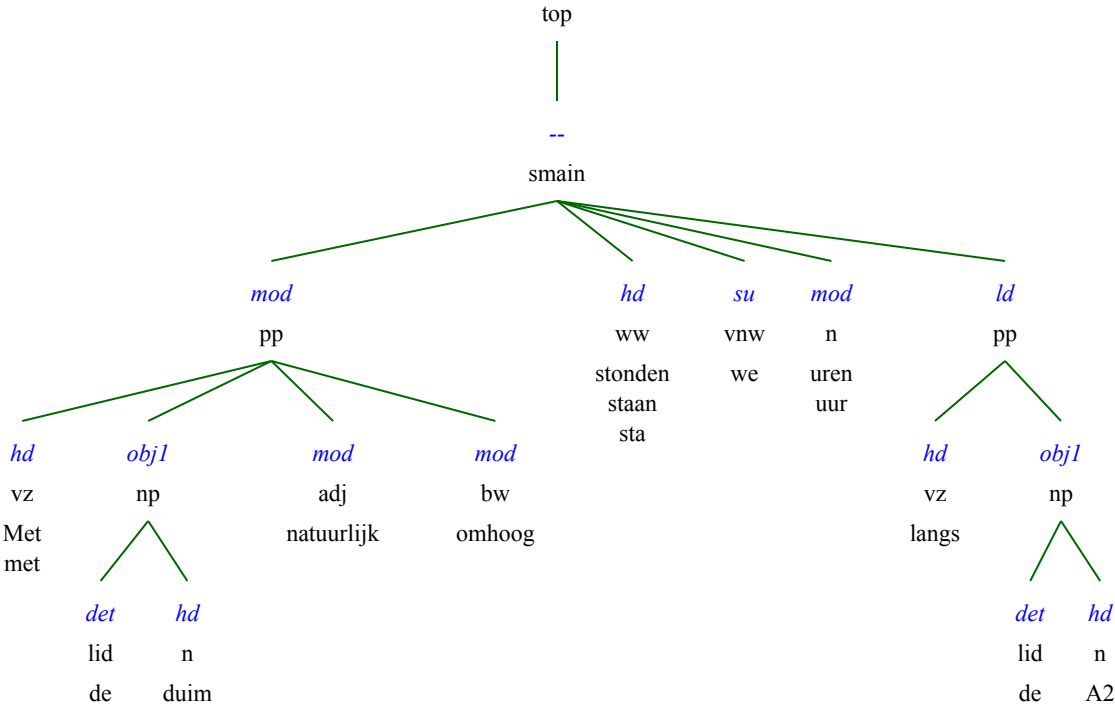 top
--
smain
mod hd su mod ld
pp ww vnw n pp
stonden we uren
staan uur
sta
hd obj1 mod mod hd obj1
vz np adj bw vz np
Met natuurlijk omhoog langs
met
det hd det hd
lid n lid n
de duim de A2